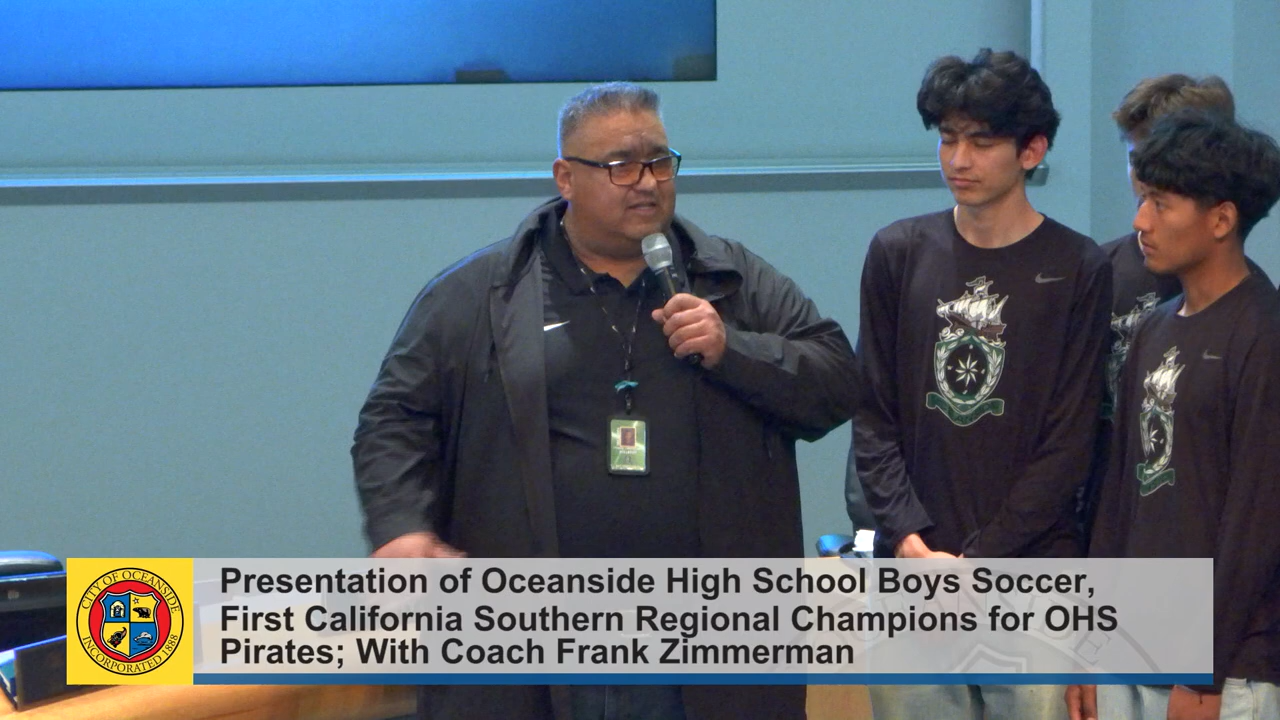 Presentation of Oceanside High School Boys Soccer,
First California Southern Regional Champions for OHS
Pirates; With Coach Frank Zimmerman
CITY OF OCEANSIDE
INCORPORATED 1888